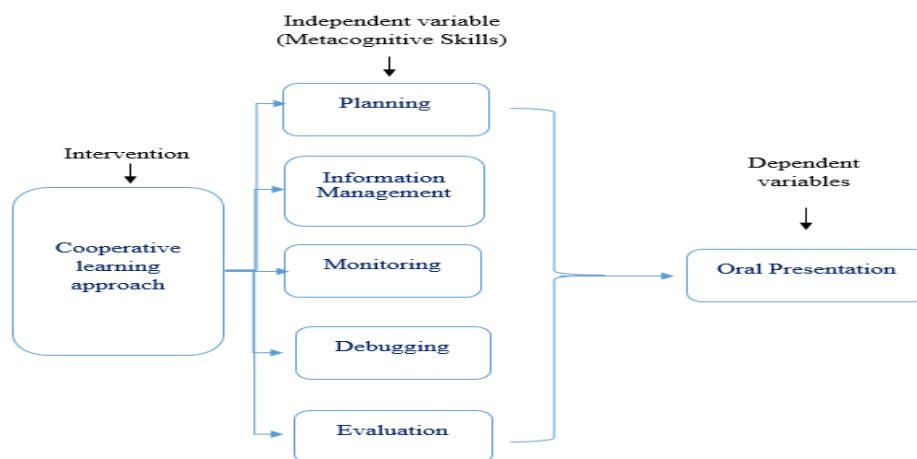 Independent variable
(Metacognitive Skills)
Planning
Intervention
Information
Management
Dependent
variables
Cooperative
learning
approach
Monitoring
Oral Presentation
Debugging
Evaluation